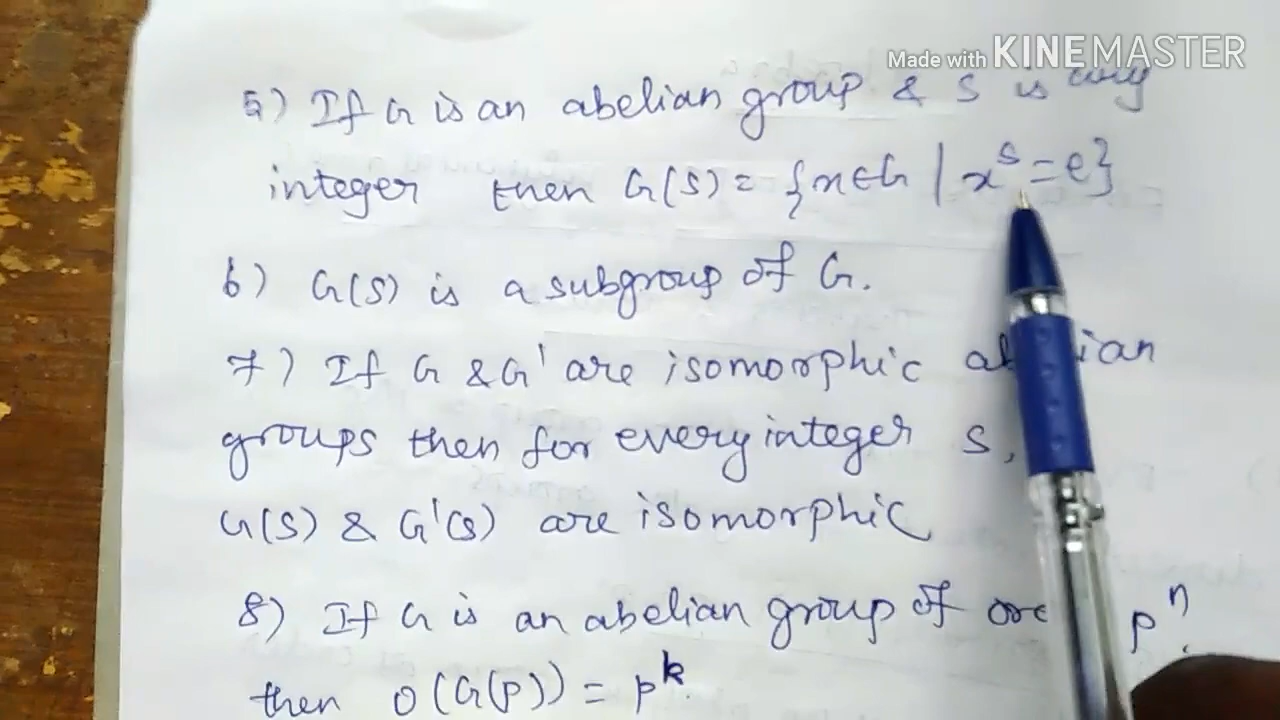 Made with KINEMASTER
5) If G is an abelian group & S is any
integer then G(S) = {x∈G | x^s = e}
6) G(S) is a subgroup of G.
7) If G & G' are isomorphic
groups then for every integer S,
G(S) & G'(S) are isomorphic
8) If G is an abelian group of p^n
then O(G(p)) = p^k.